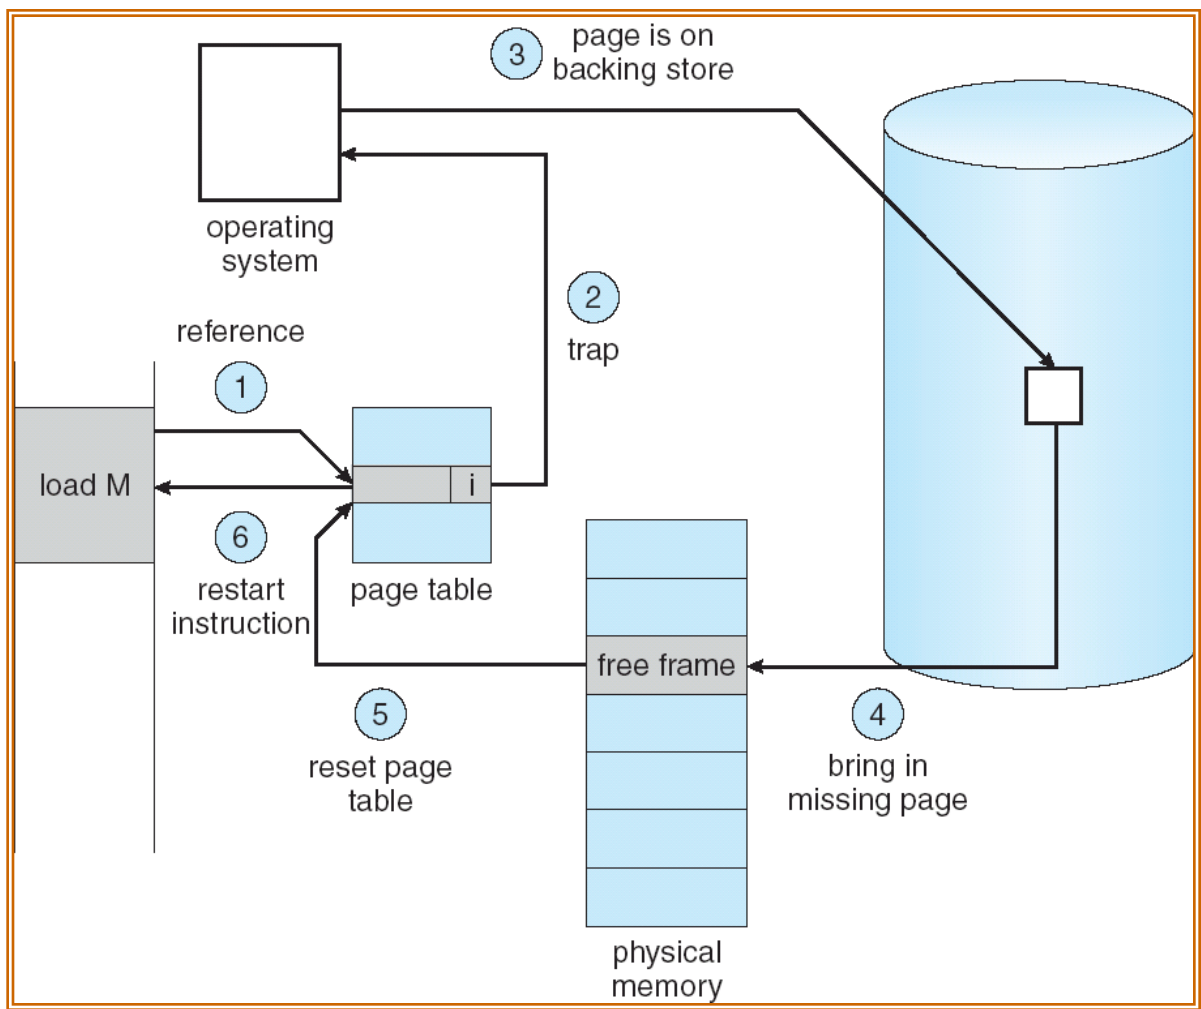 3
page is on
backing store
operating
system
2
trap
reference
1
load M
i
6
restart
instruction
page table
free frame
5
reset page
table
4
bring in
missing page
physical
memory